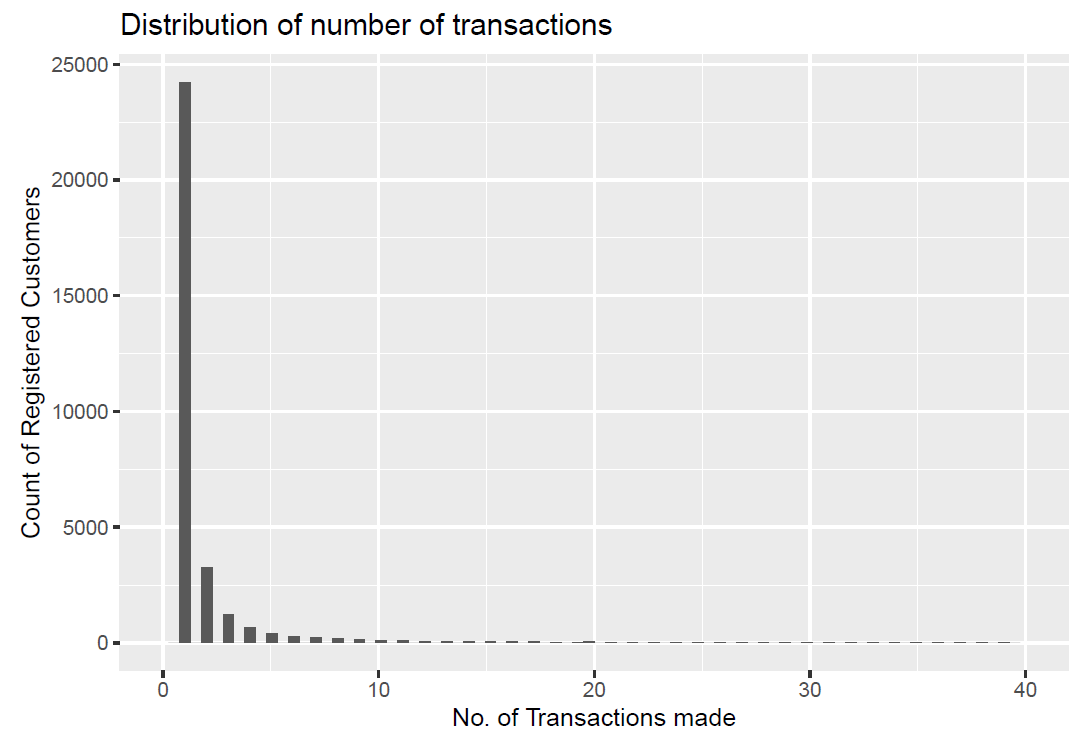 Distribution of number of transactions
25000
20000
15000
10000
5000
0
Count of Registered Customers
0 10 20 30 40
No. of Transactions made